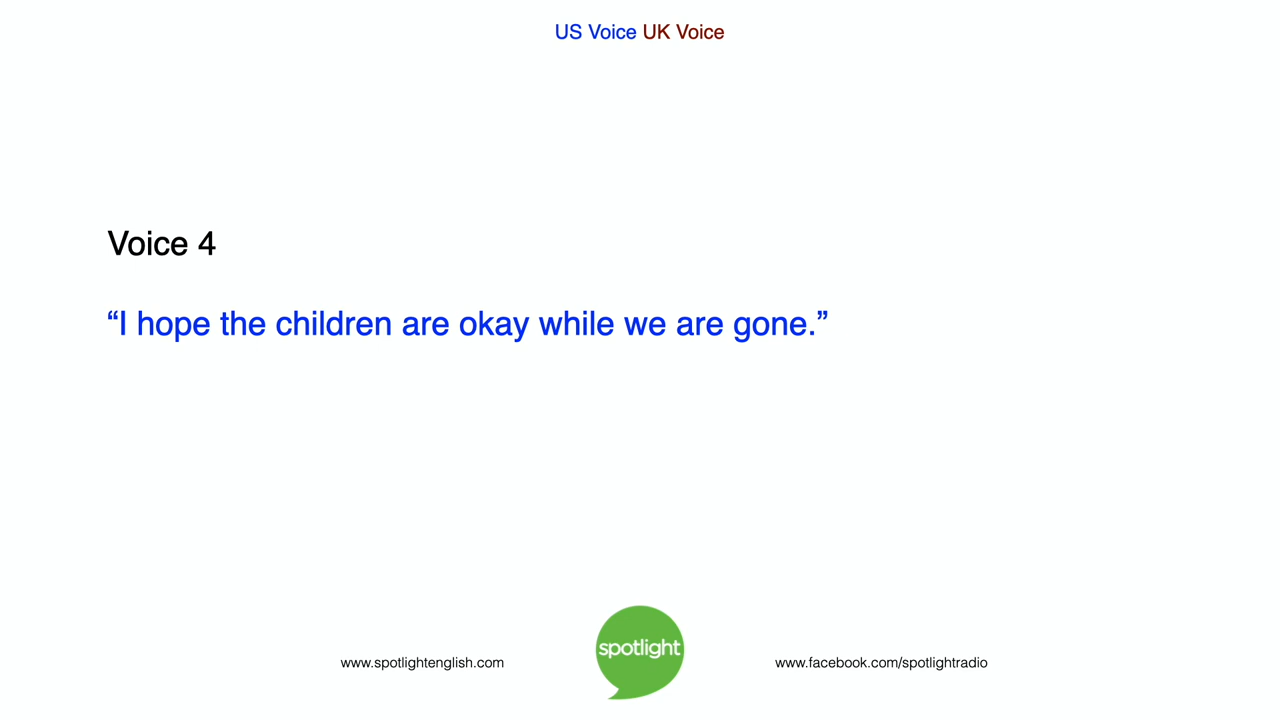 US Voice UK Voice
Voice 4
“I hope the children are okay while we are gone.”
spotlight
www.spotlightenglish.com
www.facebook.com/spotlightradio